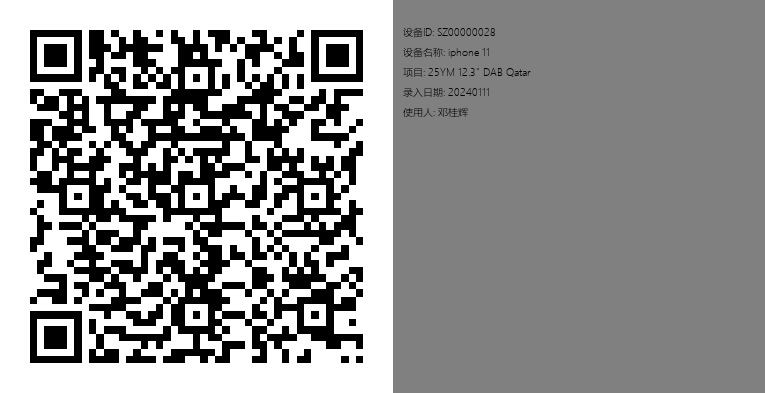 设备ID: SZ00000028
设备名称: iphone 11
项目: 25YM 12.3" DAB Qatar
录入日期: 20240111
使用人: 邓桂辉